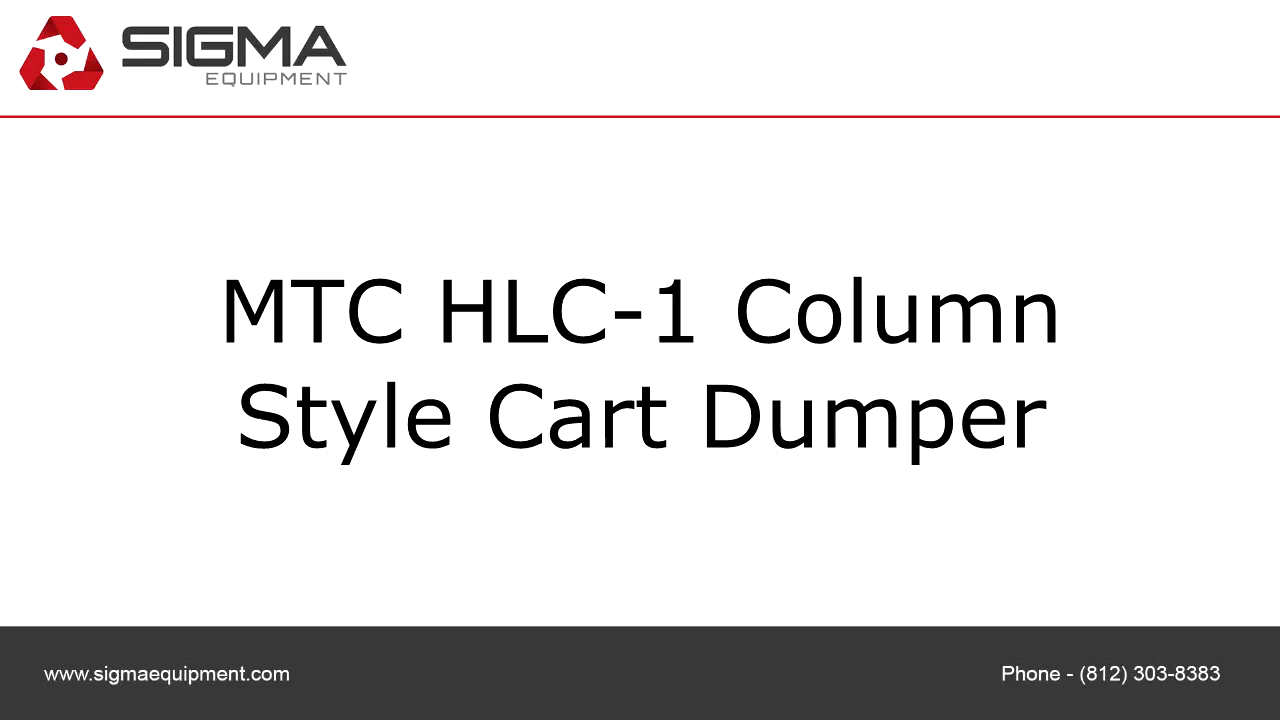 SIGMA
EQUIPMENT
MTC HLC-1 Column
Style Cart Dumper
www.sigmaequipment.com
Phone - (812) 303-8383